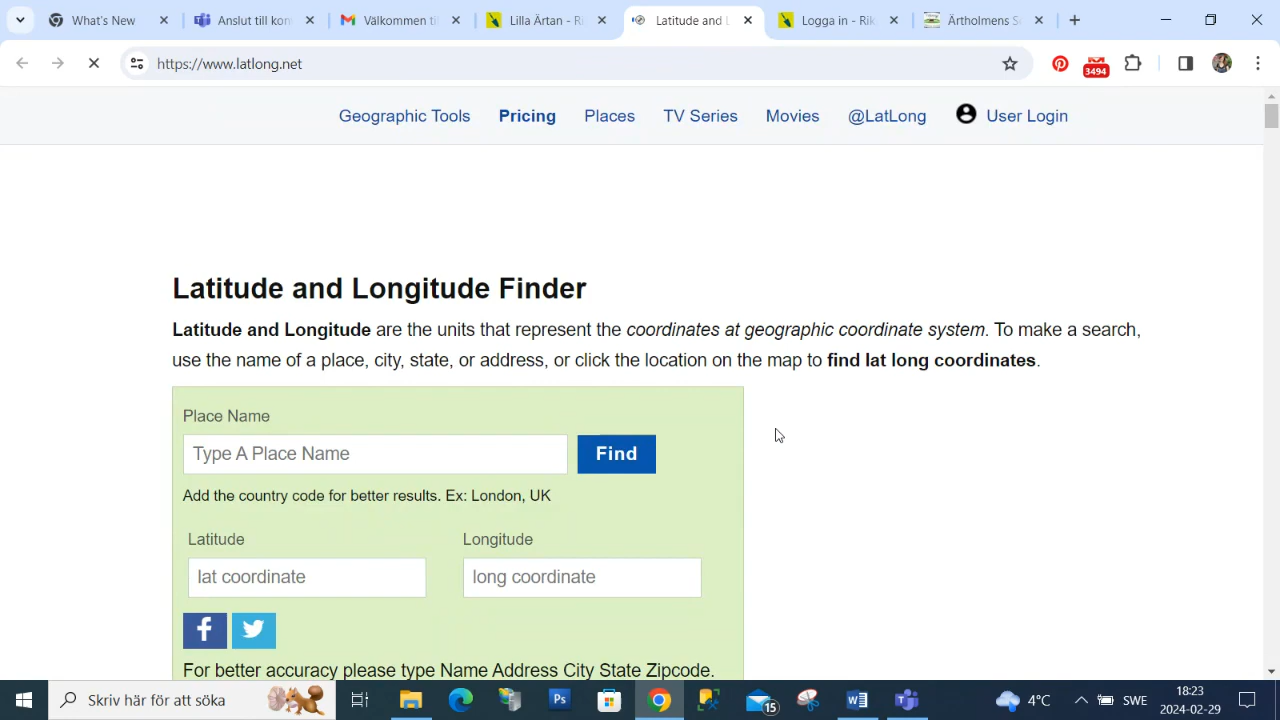 What's New
Anslut till kon
Välkommen ti
Lilla Ärtan - Ri
Latitude and L
Logga in - Rik
Ärtholmens S
https://www.latlong.net
3494
Geographic Tools Pricing Places TV Series Movies @LatLong User Login
Latitude and Longitude Finder
Latitude and Longitude are the units that represent the coordinates at geographic coordinate system. To make a search,
use the name of a place, city, state, or address, or click the location on the map to find lat long coordinates.
Place Name
Type A Place Name Find
Add the country code for better results. Ex: London, UK
Latitude Longitude
lat coordinate long coordinate
For better accuracy please type Name Address City State Zipcode.
Skriv här för att söka
Ps
15
4°C
SWE
18:23
2024-02-29